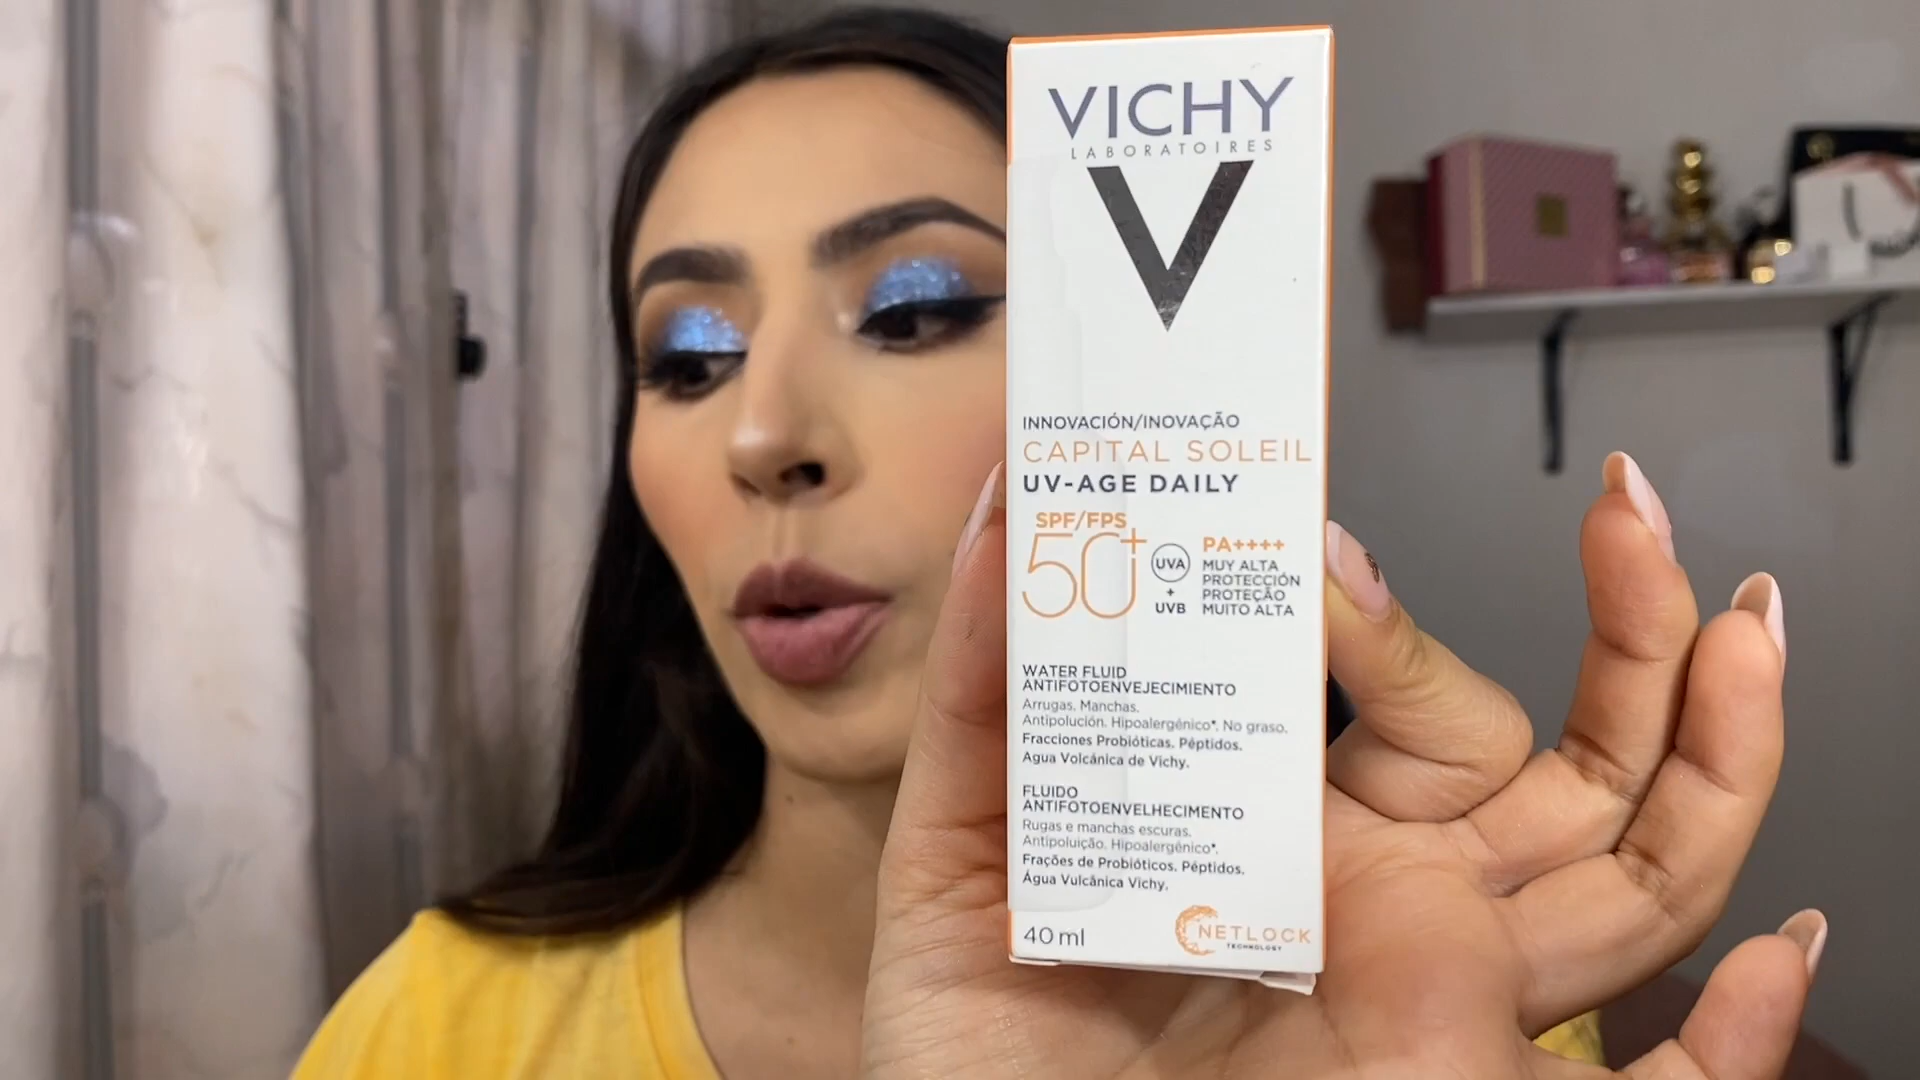 VICHY
LABORATOIRES
V
INNOVACIÓN/INOVAÇÃO
CAPITAL SOLEIL
UV-AGE DAILY
SPF/FPS
50+
UVA
+
UVB
PA++++
MUY ALTA
PROTECCIÓN
PROTEÇÃO
MUITO ALTA
WATER FLUID
ANTIFOTOENVEJECIMIENTO
Arrugas. Manchas.
Antipolución. Hipoalergénico*. No graso.
Fracciones Probióticas. Péptidos.
Agua Volcánica de Vichy.
FLUIDO
ANTIFOTOENVELHECIMENTO
Rugas e manchas escuras.
Antipoluição. Hipoalergênico*.
Frações de Probióticos. Péptidos.
Água Vulcânica Vichy.
40 ml
NETLOCK
TECHNOLOGY